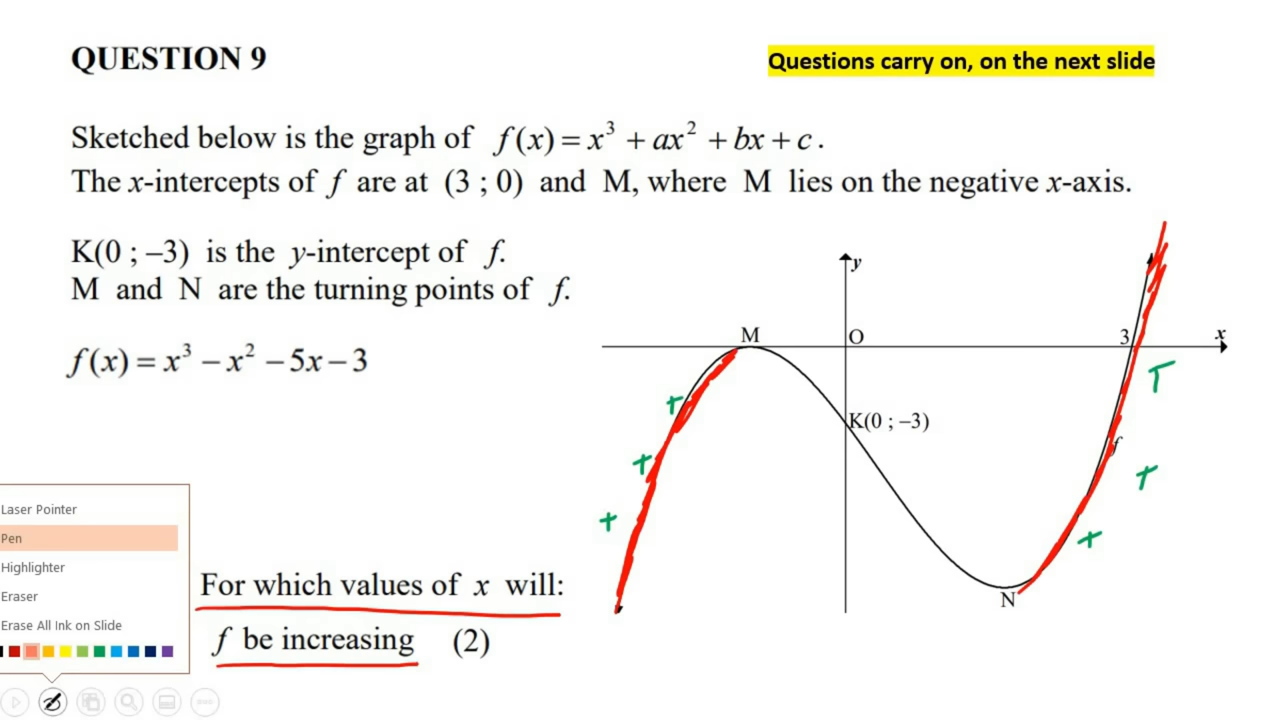 QUESTION 9
Questions carry on, on the next slide
Sketched below is the graph of f(x) = x³ + ax² + bx + c.
The x-intercepts of f are at (3 ; 0) and M, where M lies on the negative x-axis.
K(0 ; –3) is the y-intercept of f.
M and N are the turning points of f.
f(x) = x³ – x² – 5x – 3
y
M
O
3
x
K(0 ; –3)
f
N
+
+
+
+
+
+
Laser Pointer
Pen
Highlighter
Eraser
Erase All Ink on Slide
For which values of x will:
f be increasing (2)